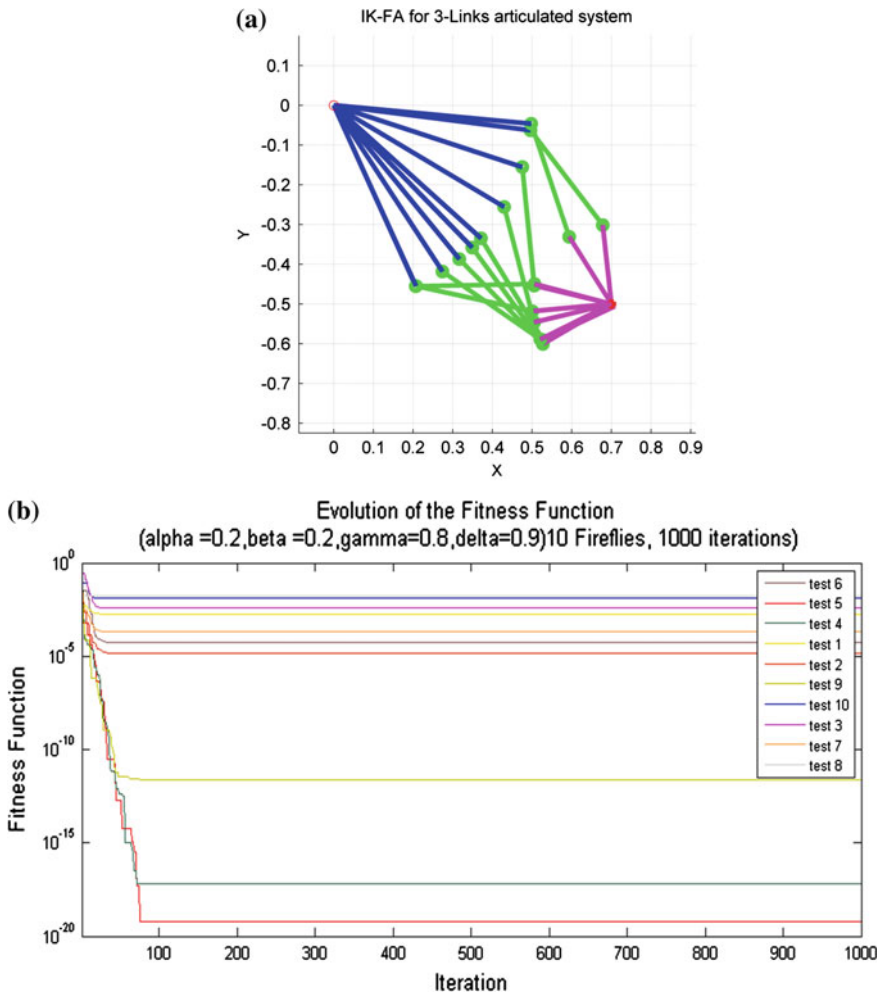 (a)
IK-FA for 3-Links articulated system
0.1
0
-0.1
-0.2
-0.3
-0.4
-0.5
-0.6
-0.7
-0.8
Y
0 0.1 0.2 0.3 0.4 0.5 0.6 0.7 0.8 0.9
X
(b)
Evolution of the Fitness Function
(alpha =0.2,beta =0.2,gamma=0.8,delta=0.9)10 Fireflies, 1000 iterations)
10^0
10^-5
10^-10
10^-15
10^-20
Fitness Function
test 6
test 5
test 4
test 1
test 2
test 9
test 10
test 3
test 7
test 8
100 200 300 400 500 600 700 800 900 1000
Iteration